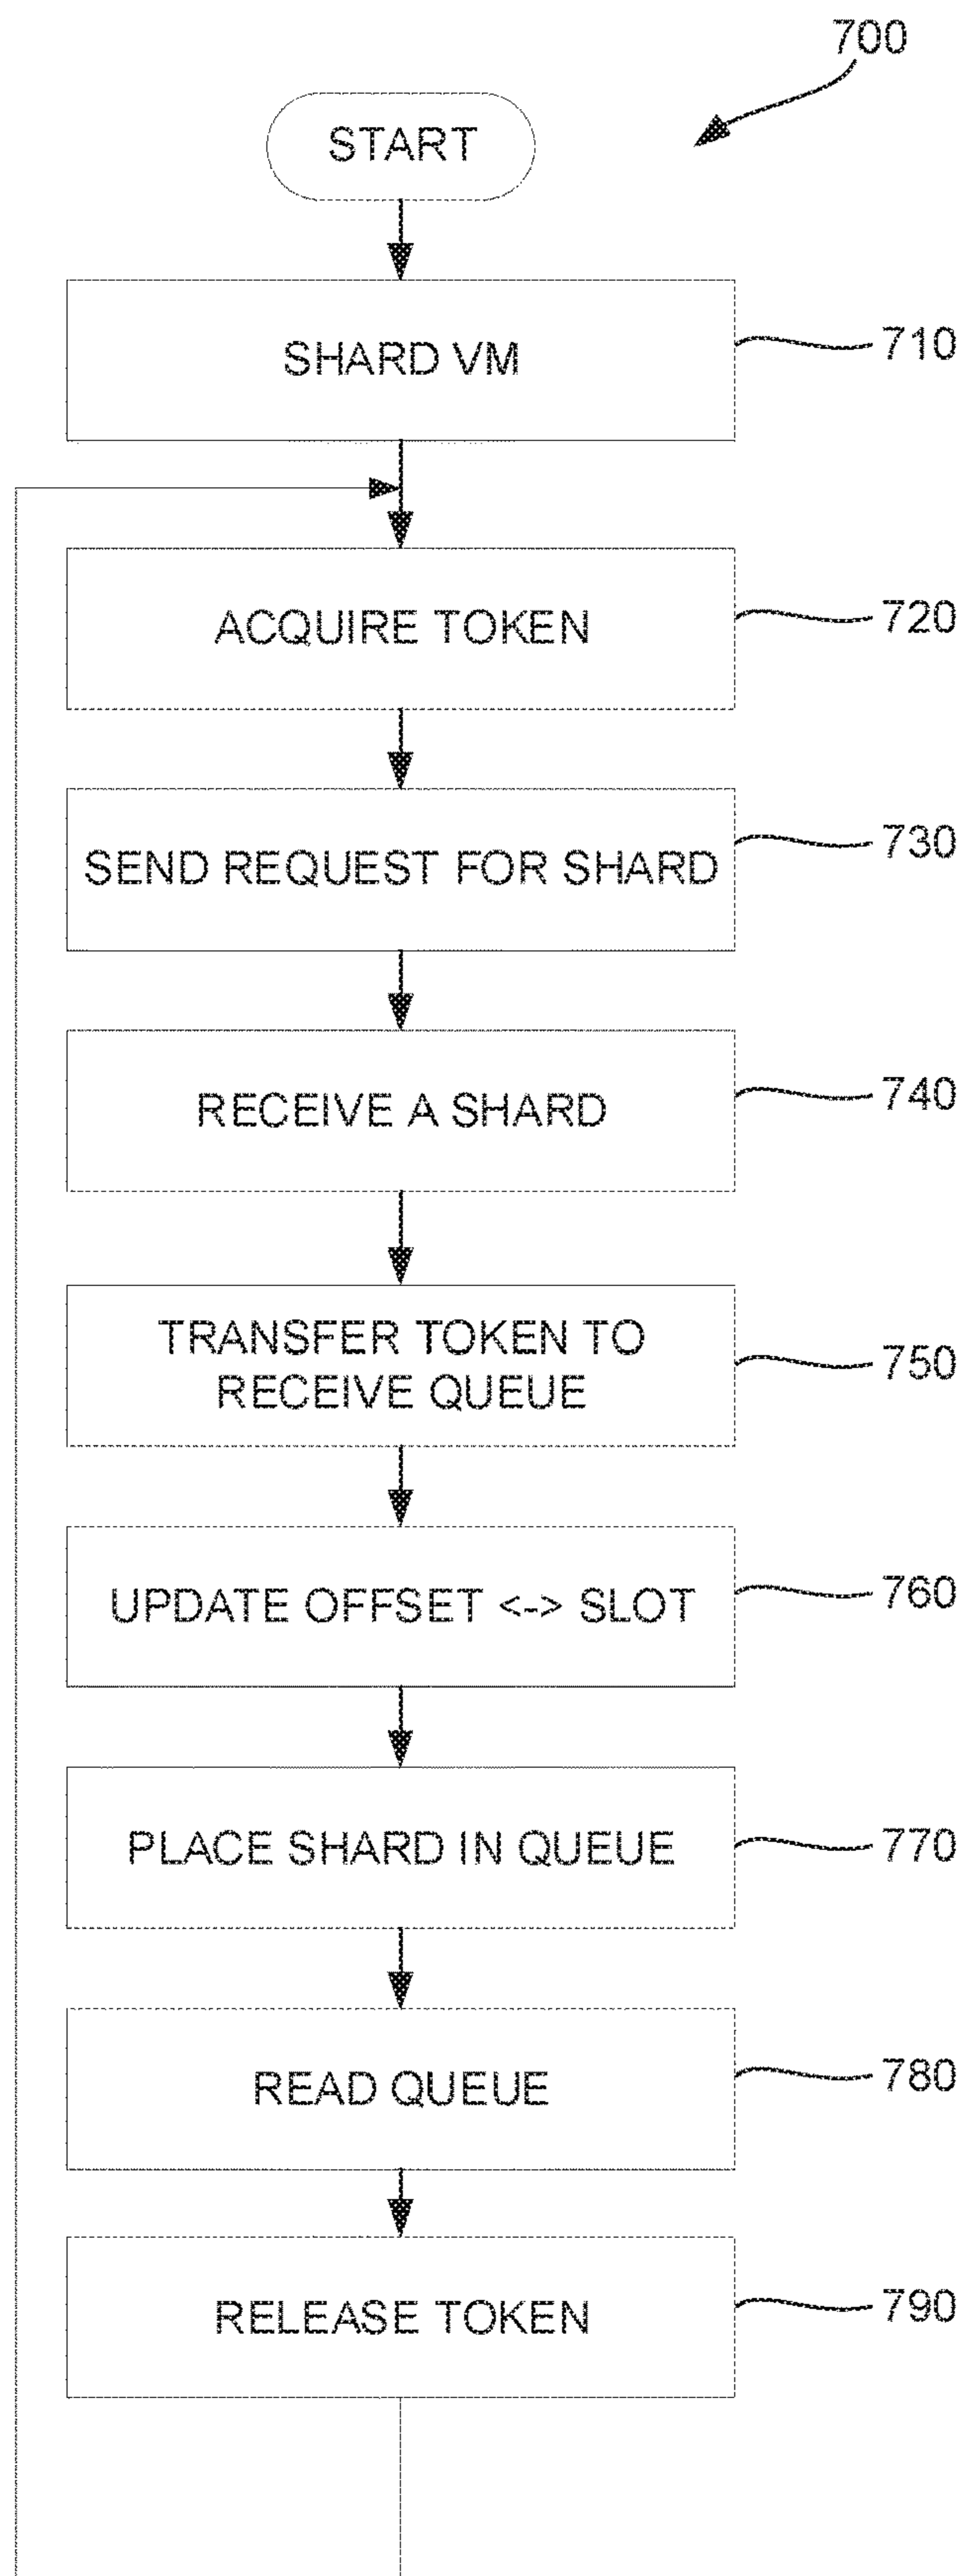 700
START
SHARD VM
710
ACQUIRE TOKEN
720
SEND REQUEST FOR SHARD
730
RECEIVE A SHARD
740
TRANSFER TOKEN TO
RECEIVE QUEUE
750
UPDATE OFFSET <-> SLOT
760
PLACE SHARD IN QUEUE
770
READ QUEUE
780
RELEASE TOKEN
790